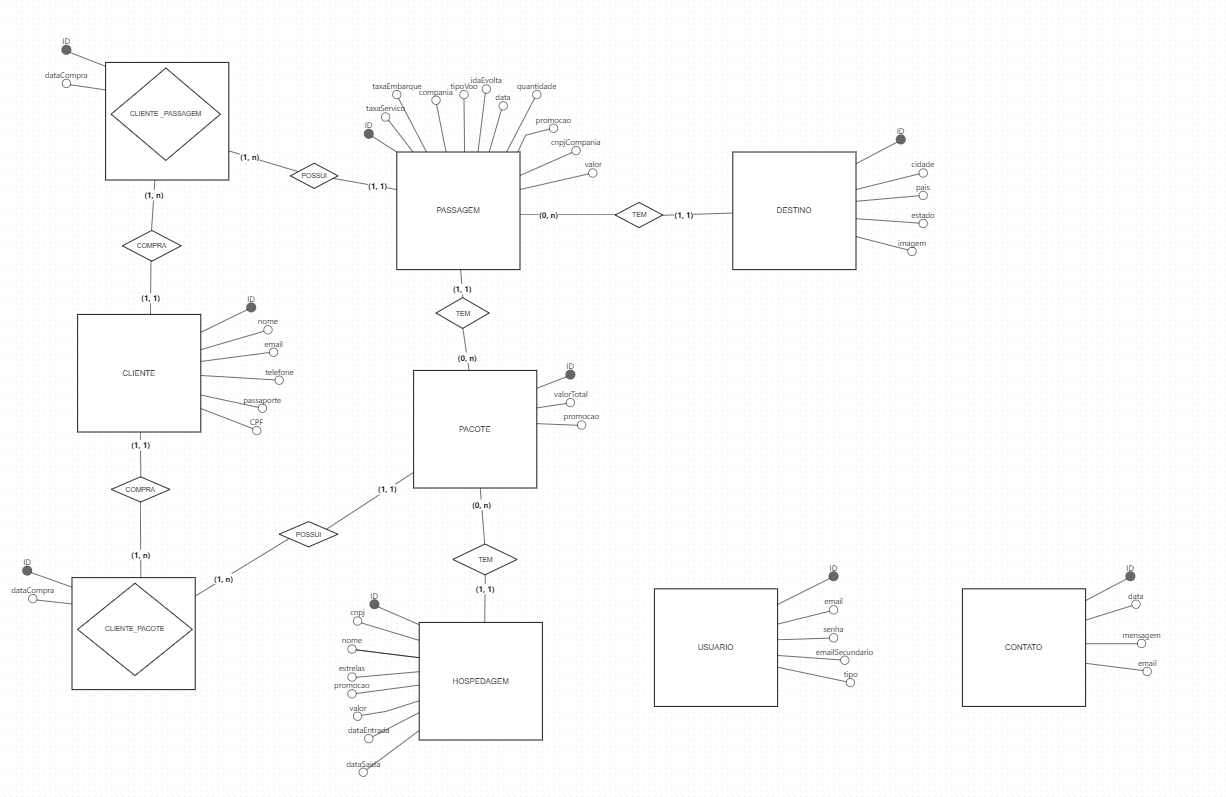 ID
dataCompra
CLIENTE _PASSAGEM
(1, n)
POSSUI
(1, 1)
(1, n)
COMPRA
(1, 1)
taxaEmbarque
compania
tipoVoo
idaEvolta
data
quantidade
taxaServico
ID
promocao
cnpjCompania
valor
PASSAGEM
(0, n)
TEM
(1, 1)
DESTINO
ID
cidade
pais
estado
imagem
(1, 1)
TEM
(0, n)
CLIENTE
ID
nome
email
telefone
passaporte
CPF
(1, 1)
COMPRA
(1, n)
PACOTE
ID
valorTotal
promocao
(1, 1)
POSSUI
(1, n)
(0, n)
TEM
(1, 1)
ID
dataCompra
CLIENTE_PACOTE
ID
cnpj
nome
estrelas
promocao
valor
dataEntrada
dataSaida
HOSPEDAGEM
USUARIO
ID
email
senha
emailSecundario
tipo
CONTATO
ID
data
mensagem
email